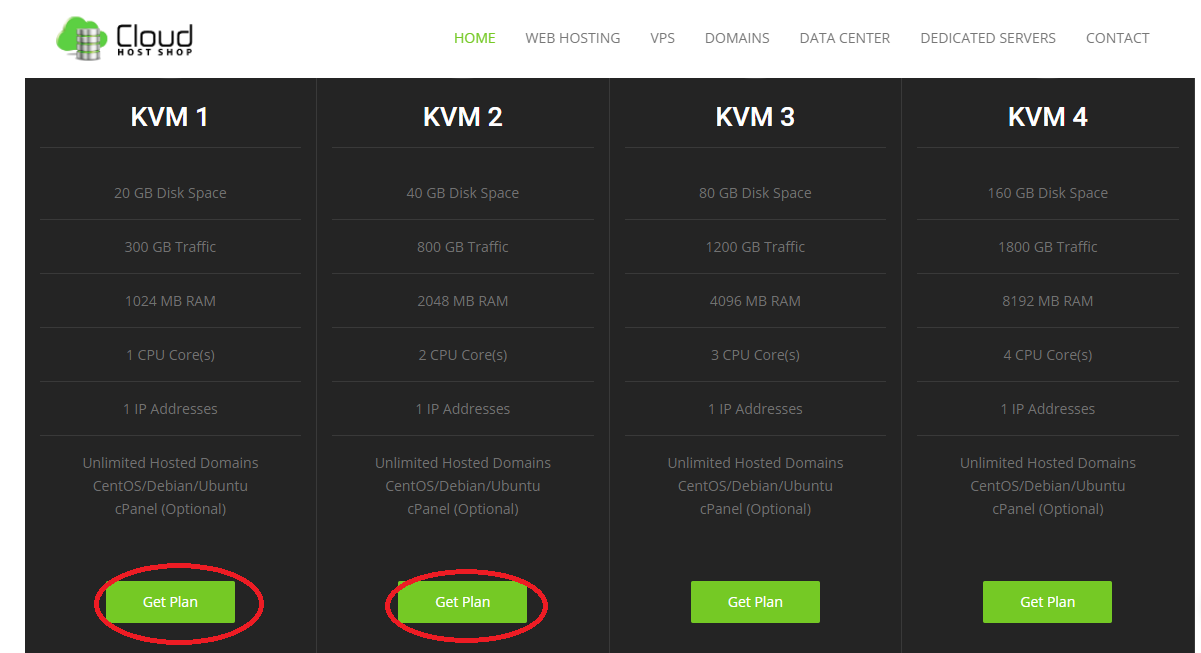 Cloud
HOST SHOP
HOME WEB HOSTING VPS DOMAINS DATA CENTER DEDICATED SERVERS CONTACT
KVM 1 KVM 2 KVM 3 KVM 4
20 GB Disk Space 40 GB Disk Space 80 GB Disk Space 160 GB Disk Space
300 GB Traffic 800 GB Traffic 1200 GB Traffic 1800 GB Traffic
1024 MB RAM 2048 MB RAM 4096 MB RAM 8192 MB RAM
1 CPU Core(s) 2 CPU Core(s) 3 CPU Core(s) 4 CPU Core(s)
1 IP Addresses 1 IP Addresses 1 IP Addresses 1 IP Addresses
Unlimited Hosted Domains Unlimited Hosted Domains Unlimited Hosted Domains Unlimited Hosted Domains
CentOS/Debian/Ubuntu CentOS/Debian/Ubuntu CentOS/Debian/Ubuntu CentOS/Debian/Ubuntu
cPanel (Optional) cPanel (Optional) cPanel (Optional) cPanel (Optional)
Get Plan Get Plan Get Plan Get Plan